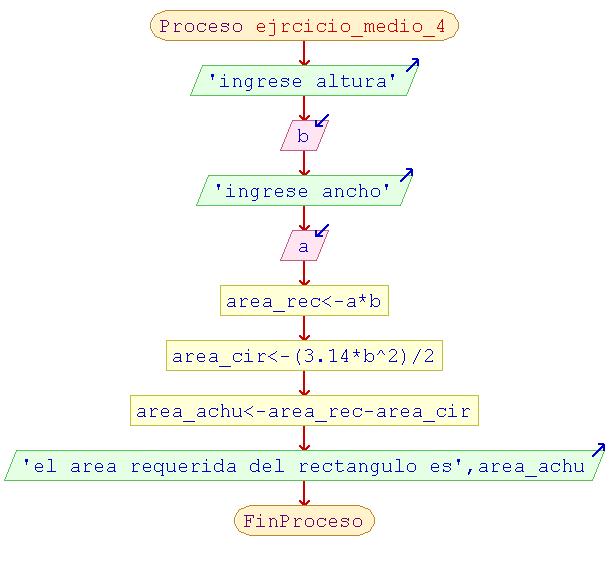 Proceso ejrcicio_medio_4
'ingrese altura'
b
'ingrese ancho'
a
area_rec<-a*b
area_cir<-(3.14*b^2)/2
area_achu<-area_rec-area_cir
'el area requerida del rectangulo es',area_achu
FinProceso